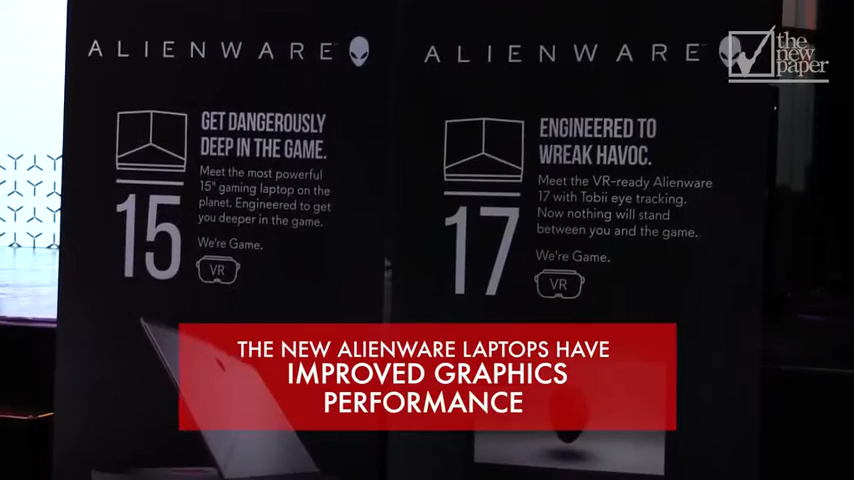 ALIENWARE
GET DANGEROUSLY
DEEP IN THE GAME.
Meet the most powerful
15" gaming laptop on the
planet. Engineered to get
you deeper in the game.
We're Game.
15
VR
ALIENWARE
ENGINEERED TO
WREAK HAVOC.
Meet the VR-ready Alienware
17 with Tobii eye tracking.
Now nothing will stand
between you and the game.
We're Game.
17
VR
the
new
paper
THE NEW ALIENWARE LAPTOPS HAVE
IMPROVED GRAPHICS
PERFORMANCE